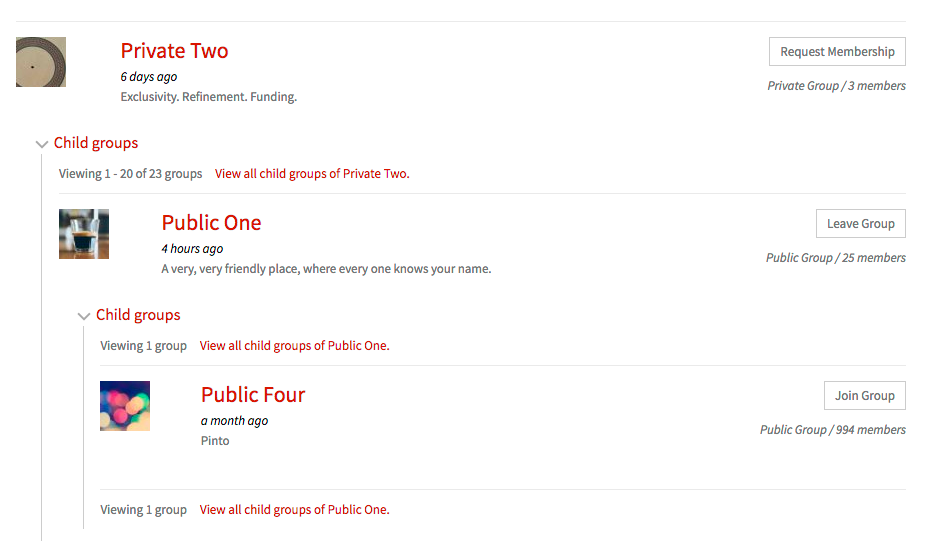 Private Two
Request Membership
6 days ago
Private Group / 3 members
Exclusivity. Refinement. Funding.
Child groups
Viewing 1 - 20 of 23 groups View all child groups of Private Two.
Public One
Leave Group
4 hours ago
Public Group / 25 members
A very, very friendly place, where every one knows your name.
Child groups
Viewing 1 group View all child groups of Public One.
Public Four
Join Group
a month ago
Public Group / 994 members
Pinto
Viewing 1 group View all child groups of Public One.